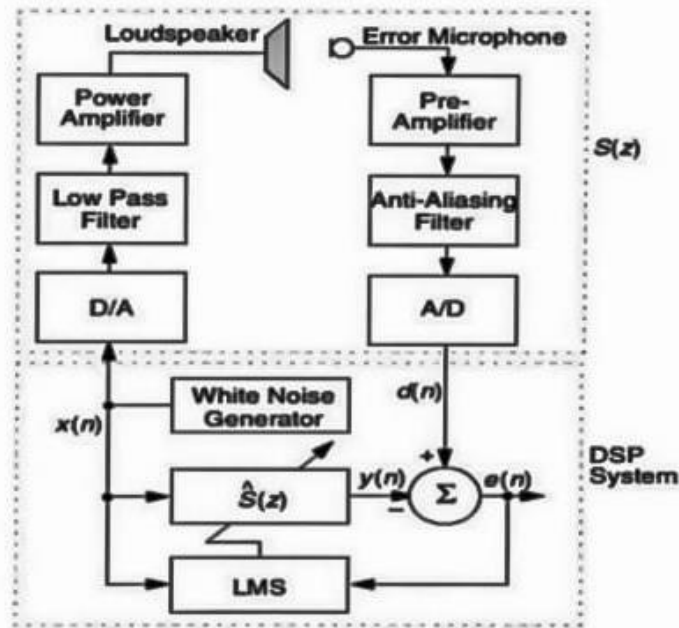 Loudspeaker
Error Microphone
Power
Amplifier
Pre-
Amplifier
S(z)
Low Pass
Filter
Anti-Aliasing
Filter
D/A
A/D
x(n)
White Noise
Generator
d(n)
DSP
System
Ŝ(z)
y(n)
+
−
Σ
e(n)
LMS